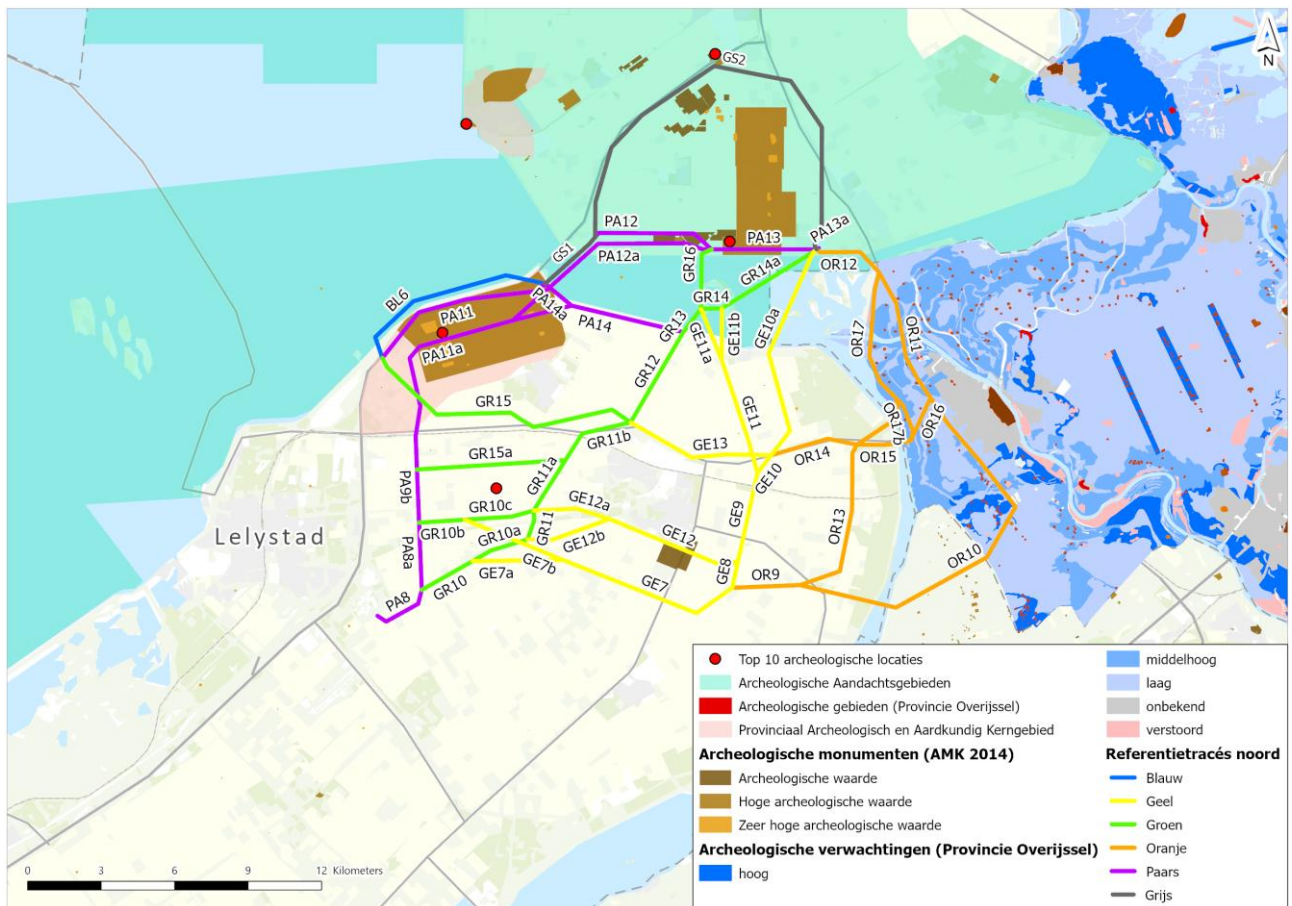 GS2
N
PA12
PA13a
PA13
GS1
PA12a
GR16
GR14a
OR12
BL6
PA11
PA14a
PA14
GR14
GR13
GE11b
GE10a
OR17
OR11
PA11a
GE11a
GR12
GR15
OR16
OR17b
GR11b
GE11
GE13
OR14
OR15
GR15a
GR11a
GE10
PA9b
GR10c
GE12a
GE9
Lelystad
GR10b
GR10a
GR11
GE12b
GE12
OR13
PA8a
GR10
GE7a
GE7b
GE7
GE8
OR9
OR10
PA8
Top 10 archeologische locaties
Archeologische Aandachtsgebieden
Archeologische gebieden (Provincie Overijssel)
Provinciaal Archeologisch en Aardkundig Kerngebied
Archeologische monumenten (AMK 2014)
Archeologische waarde
Hoge archeologische waarde
Zeer hoge archeologische waarde
Archeologische verwachtingen (Provincie Overijssel)
hoog
middelhoog
laag
onbekend
verstoord
Referentietracés noord
Blauw
Geel
Groen
Oranje
Paars
Grijs
0 3 6 9 12 Kilometers